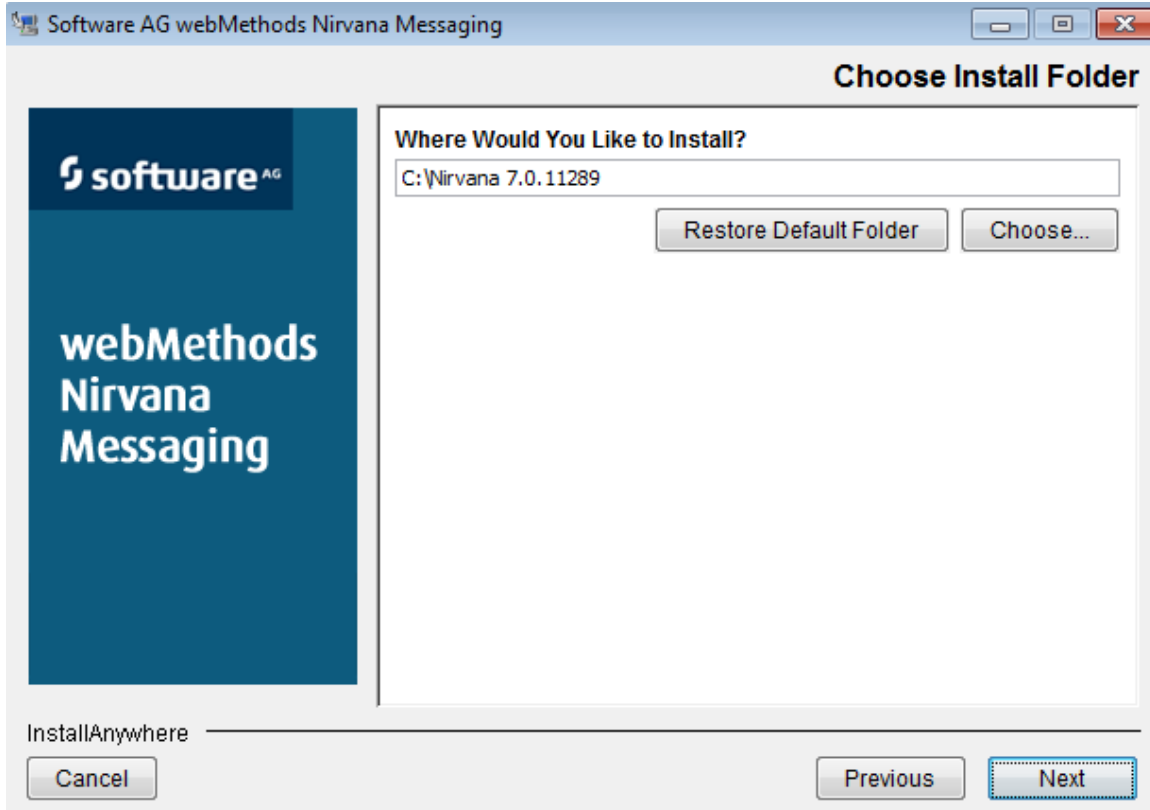 Software AG webMethods Nirvana Messaging
Choose Install Folder
software AG
webMethods
Nirvana
Messaging
Where Would You Like to Install?
C:\Nirvana 7.0.11289
Restore Default Folder
Choose...
InstallAnywhere
Cancel
Previous
Next